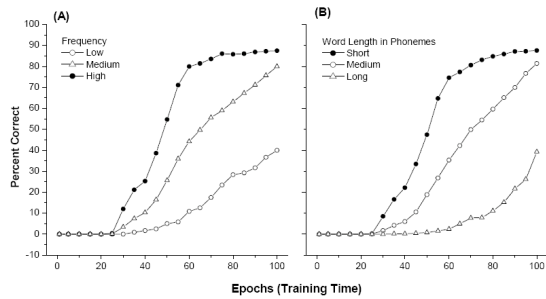 (A)
Frequency
Low
Medium
High
(B)
Word Length in Phonemes
Short
Medium
Long
Percent Correct
100
90
80
70
60
50
40
30
20
10
0
-10
0 20 40 60 80 100
0 20 40 60 80 100
Epochs (Training Time)